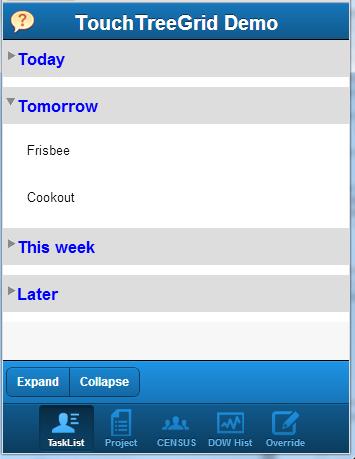 ? TouchTreeGrid Demo
Today
Tomorrow
Frisbee
Cookout
This week
Later
Expand Collapse
TaskList Project CENSUS DOW Hist Override